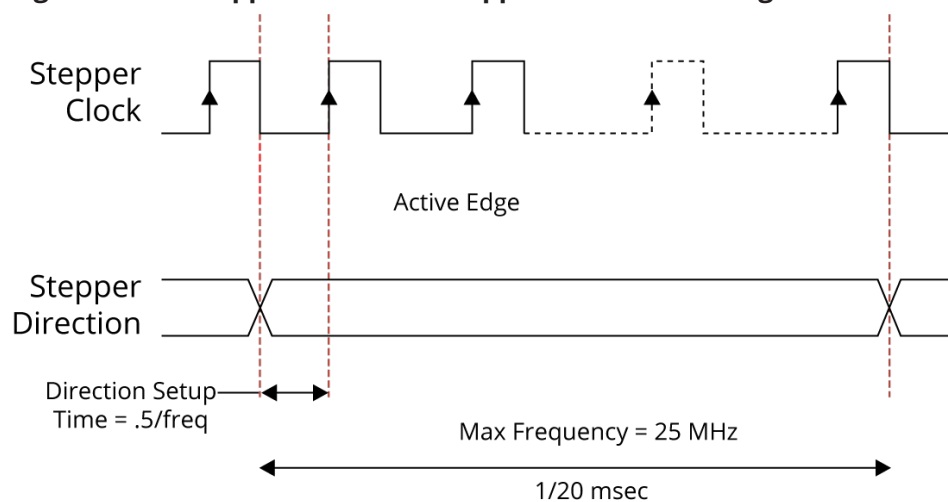 Stepper
Clock
Active Edge
Stepper
Direction
Direction Setup
Time = .5/freq
Max Frequency = 25 MHz
1/20 msec